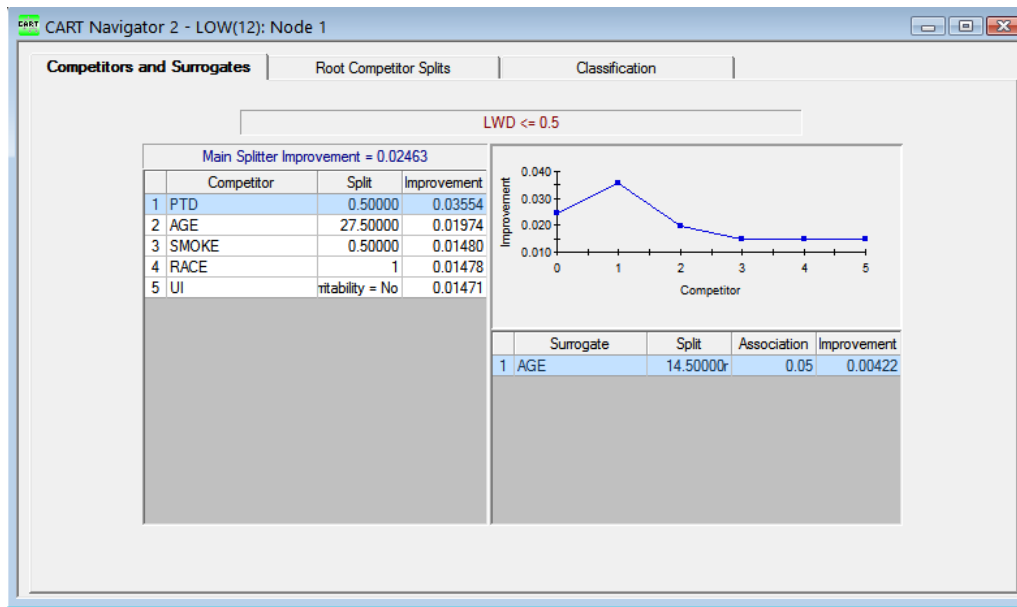 CART CART Navigator 2 - LOW(12): Node 1
Competitors and Surrogates Root Competitor Splits Classification
LWD <= 0.5
Main Splitter Improvement = 0.02463
Competitor Split Improvement
1 PTD 0.50000 0.03554
2 AGE 27.50000 0.01974
3 SMOKE 0.50000 0.01480
4 RACE 1 0.01478
5 UI ritability = No 0.01471
Improvement
0.040
0.030
0.020
0.010
0 1 2 3 4 5
Competitor
Surrogate Split Association Improvement
1 AGE 14.50000r 0.05 0.00422